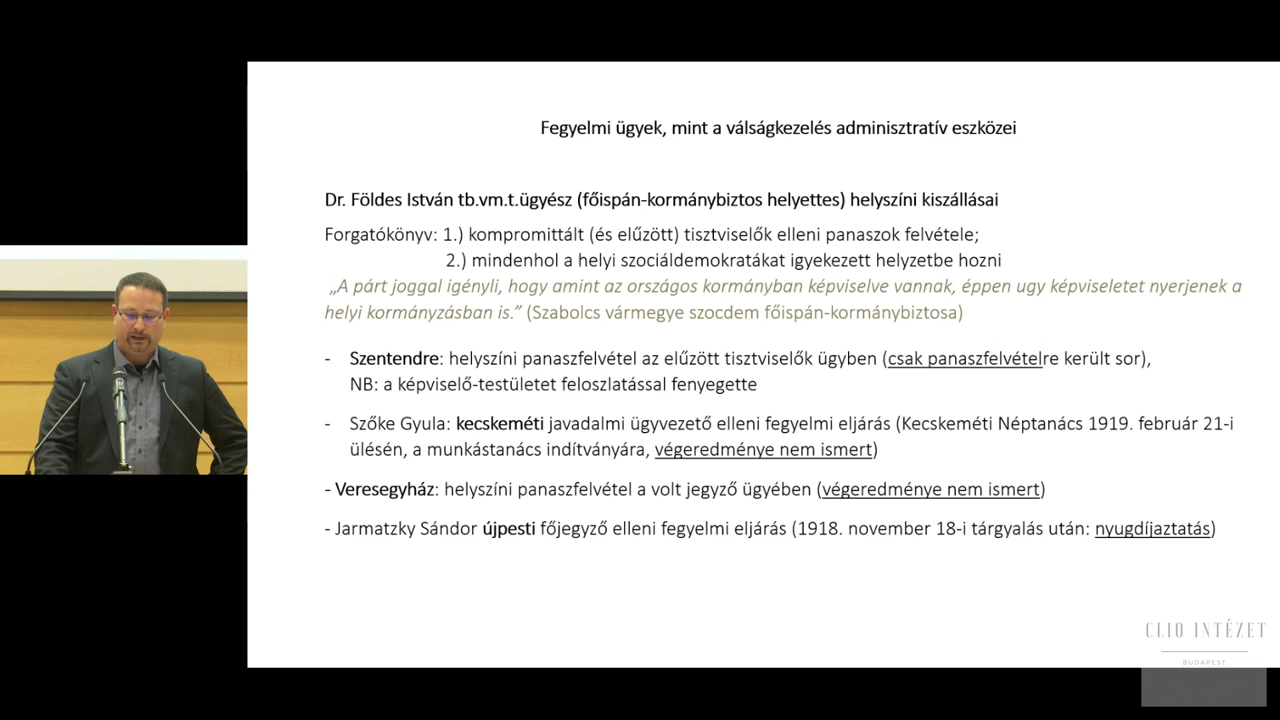 Fegyelmi ügyek, mint a válságkezelés adminisztratív eszközei
Dr. Földes István tb.vm.t.ügyész (főispán-kormánybiztos helyettes) helyszíni kiszállásai
Forgatókönyv: 1.) kompromittált (és elűzött) tisztviselők elleni panaszok felvétele;
2.) mindenhol a helyi szociáldemokratákat igyekezett helyzetbe hozni
„A párt joggal igényli, hogy amint az országos kormányban képviselve vannak, éppen ugy képviseletet nyerjenek a
helyi kormányzásban is.” (Szabolcs vármegye szocdem főispán-kormánybiztosa)
- Szentendre: helyszíni panaszfelvétel az elűzött tisztviselők ügyben (csak panaszfelvételre került sor),
NB: a képviselő-testületet feloszlatással fenyegette
- Szőke Gyula: kecskeméti javadalmi ügyvezető elleni fegyelmi eljárás (Kecskeméti Néptanács 1919. február 21-i
ülésén, a munkástanács indítványára, végeredménye nem ismert)
- Veresegyház: helyszíni panaszfelvétel a volt jegyző ügyében (végeredménye nem ismert)
- Jarmatzky Sándor újpesti főjegyző elleni fegyelmi eljárás (1918. november 18-i tárgyalás után: nyugdíjaztatás)
CLIO INTÉZET
BUDAPEST